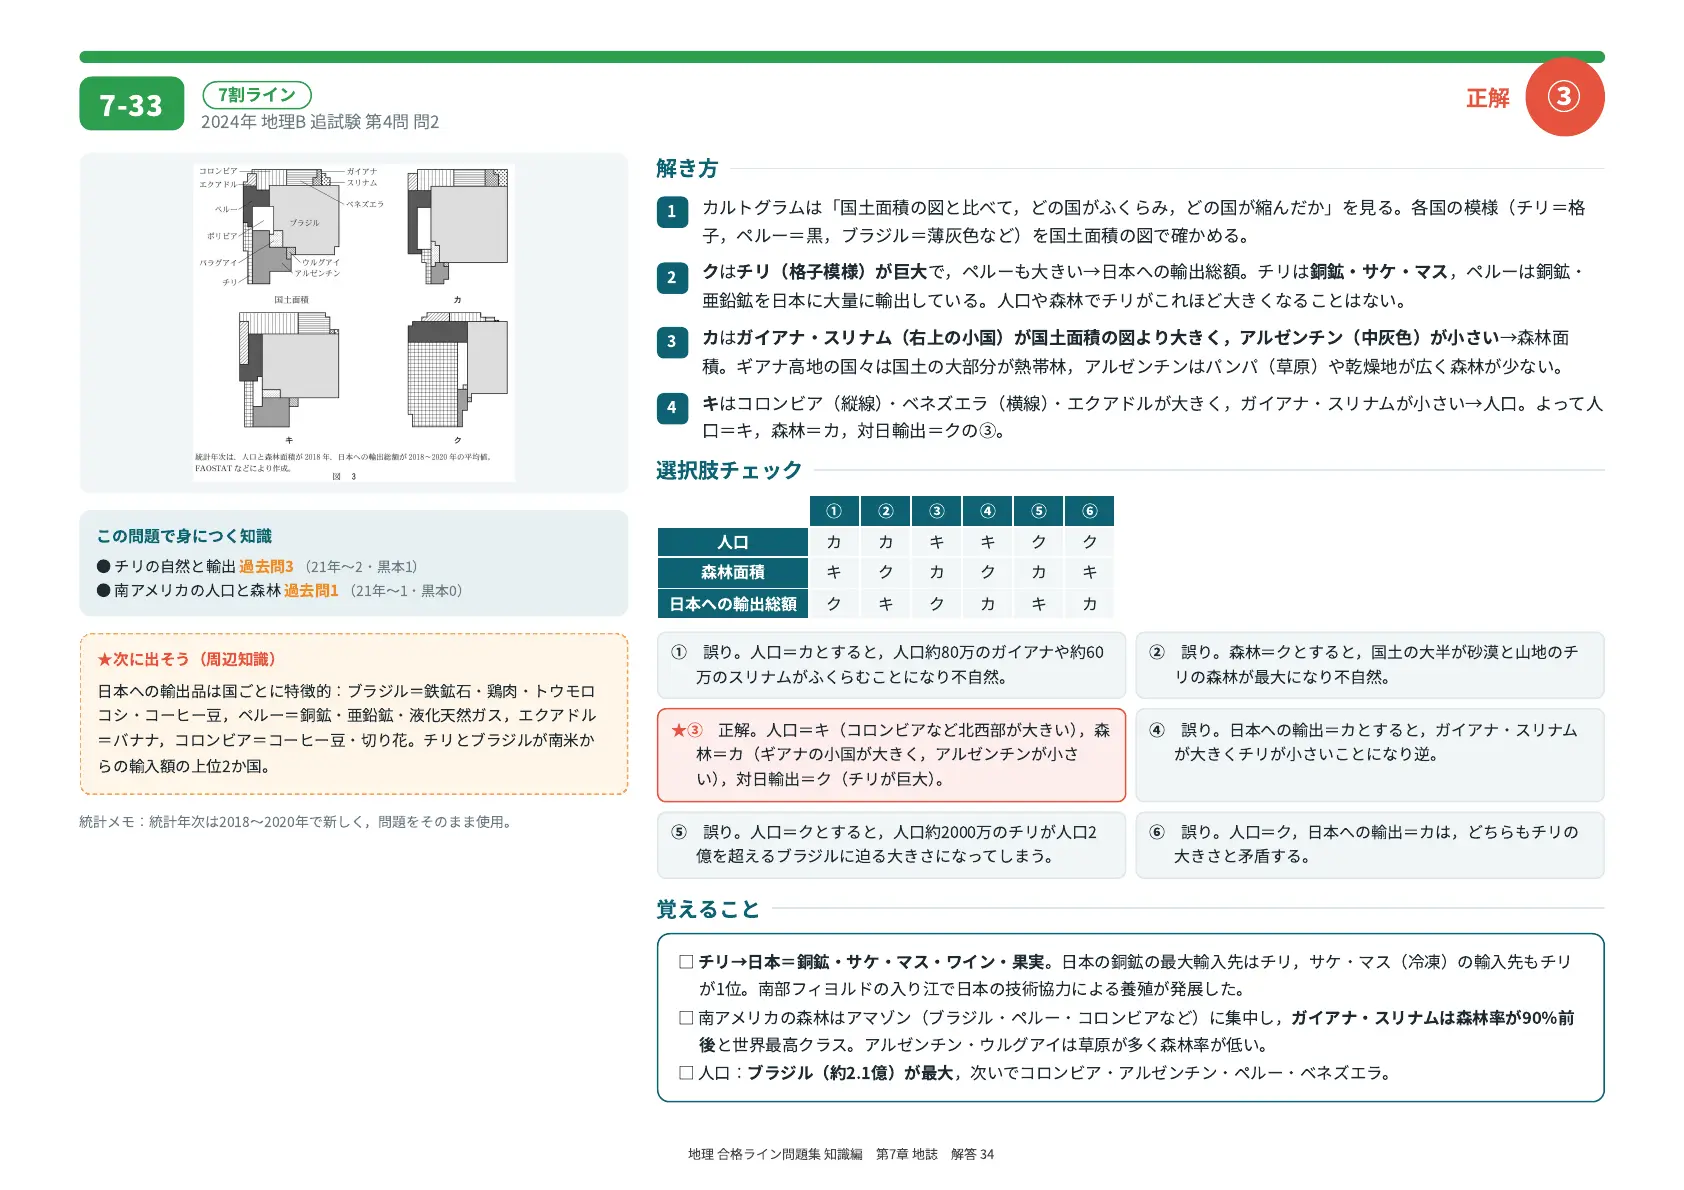 7-33
7割ライン
2024年 地理B 追試験 第4問 問2
正解 ③
コロンビア
エクアドル
ペルー
ボリビア
パラグアイ
チリ
ガイアナ
スリナム
ベネズエラ
ブラジル
ウルグアイ
アルゼンチン
国土面積
カ
キ
ク
統計年次は，人口と森林面積が2018年，日本への輸出総額が2018～2020年の平均値。
FAOSTATなどにより作成。
図 3
この問題で身につく知識
● チリの自然と輸出 過去問3 （21年〜2・黒本1）
● 南アメリカの人口と森林 過去問1 （21年〜1・黒本0）
★次に出そう（周辺知識）
日本への輸出品は国ごとに特徴的：ブラジル＝鉄鉱石・鶏肉・トウモロ
コシ・コーヒー豆，ペルー＝銅鉱・亜鉛鉱・液化天然ガス，エクアドル
＝バナナ，コロンビア＝コーヒー豆・切り花。チリとブラジルが南米か
らの輸入額の上位2か国。
統計メモ：統計年次は2018〜2020年で新しく，問題をそのまま使用。
解き方
1 カルトグラムは「国土面積の図と比べて，どの国がふくらみ，どの国が縮んだか」を見る。各国の模様（チリ＝格
子，ペルー＝黒，ブラジル＝薄灰色など）を国土面積の図で確かめる。
2 クはチリ（格子模様）が巨大で，ペルーも大きい→日本への輸出総額。チリは銅鉱・サケ・マス，ペルーは銅鉱・
亜鉛鉱を日本に大量に輸出している。人口や森林でチリがこれほど大きくなることはない。
3 カはガイアナ・スリナム（右上の小国）が国土面積の図より大きく，アルゼンチン（中灰色）が小さい→森林面
積。ギアナ高地の国々は国土の大部分が熱帯林，アルゼンチンはパンパ（草原）や乾燥地が広く森林が少ない。
4 キはコロンビア（縦線）・ベネズエラ（横線）・エクアドルが大きく，ガイアナ・スリナムが小さい→人口。よって人
口＝キ，森林＝カ，対日輸出＝クの③。
選択肢チェック
① ② ③ ④ ⑤ ⑥
人口 カ カ キ キ ク ク
森林面積 キ ク カ ク カ キ
日本への輸出総額 ク キ ク カ キ カ
① 誤り。人口＝カとすると，人口約80万のガイアナや約60
万のスリナムがふくらむことになり不自然。
② 誤り。森林＝クとすると，国土の大半が砂漠と山地のチ
リの森林が最大になり不自然。
★③ 正解。人口＝キ（コロンビアなど北西部が大きい），森
林＝カ（ギアナの小国が大きく，アルゼンチンが小さ
い），対日輸出＝ク（チリが巨大）。
④ 誤り。日本への輸出＝カとすると，ガイアナ・スリナム
が大きくチリが小さいことになり逆。
⑤ 誤り。人口＝クとすると，人口約2000万のチリが人口2
億を超えるブラジルに迫る大きさになってしまう。
⑥ 誤り。人口＝ク，日本への輸出＝カは，どちらもチリの
大きさと矛盾する。
覚えること
□ チリ→日本＝銅鉱・サケ・マス・ワイン・果実。日本の銅鉱の最大輸入先はチリ，サケ・マス（冷凍）の輸入先もチリ
が1位。南部フィヨルドの入り江で日本の技術協力による養殖が発展した。
□ 南アメリカの森林はアマゾン（ブラジル・ペルー・コロンビアなど）に集中し，ガイアナ・スリナムは森林率が90%前
後と世界最高クラス。アルゼンチン・ウルグアイは草原が多く森林率が低い。
□ 人口：ブラジル（約2.1億）が最大，次いでコロンビア・アルゼンチン・ペルー・ベネズエラ。
地理 合格ライン問題集 知識編 第7章 地誌 解答 34